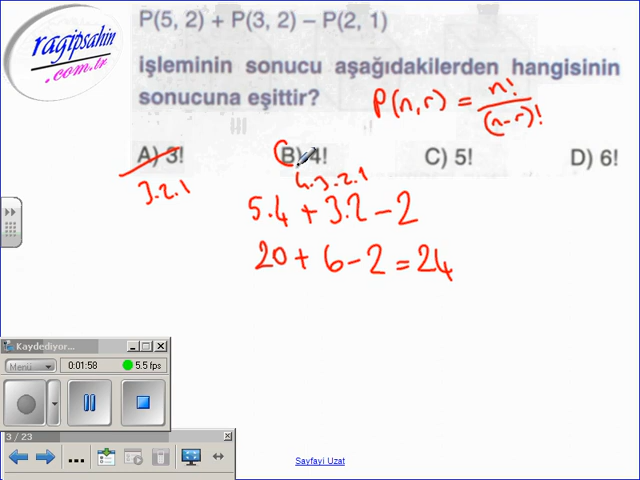 ragipsahin
.com.tr
P(5, 2) + P(3, 2) – P(2, 1)
işleminin sonucu aşağıdakilerden hangisinin
sonucuna eşittir?
P(n,r) = n!/(n-r)!
A) 3! B) 4! C) 5! D) 6!
3.2.1 4.3.2.1
5.4 + 3.2 - 2
20 + 6 - 2 = 24
Kaydediyor...
Menü 0:01:58 5.5 fps
3 / 23
Sayfayi Uzat